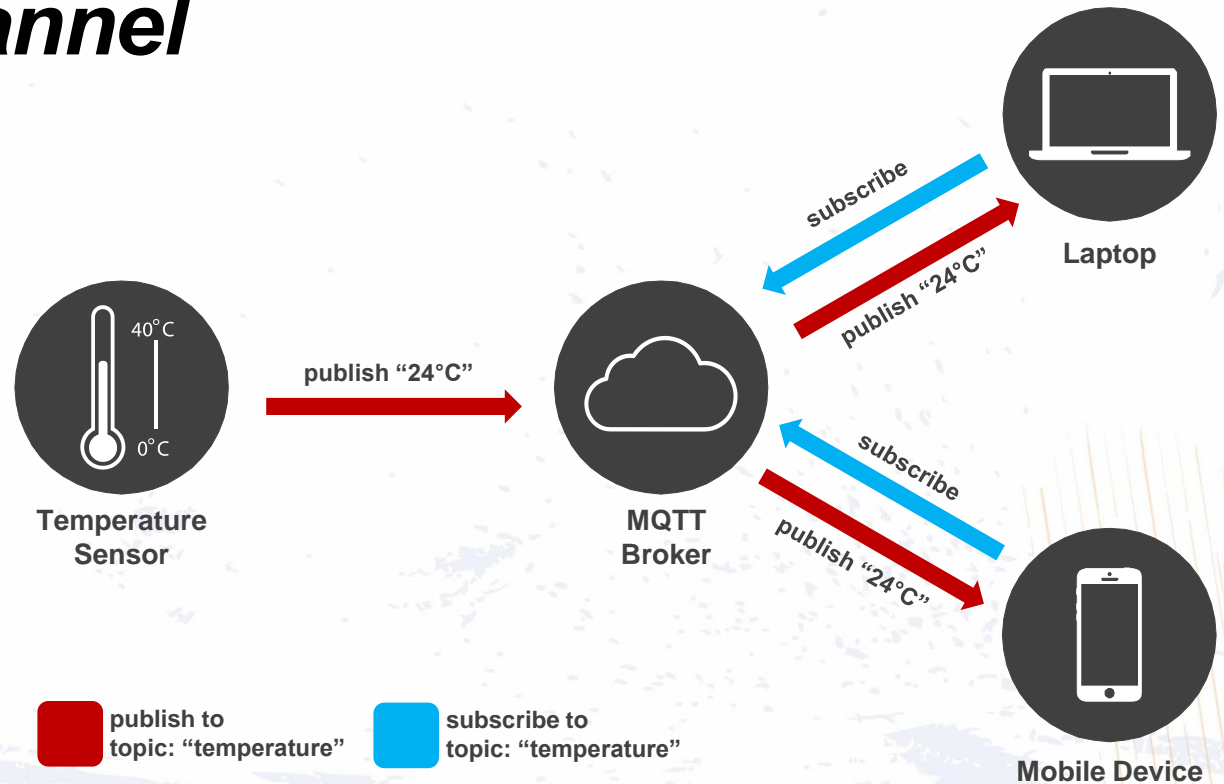 annel
subscribe
publish “24°C”
Laptop
40°C
0°C
publish “24°C”
Temperature
Sensor
MQTT
Broker
subscribe
publish “24°C”
Mobile Device
publish to
topic: “temperature”
subscribe to
topic: “temperature”